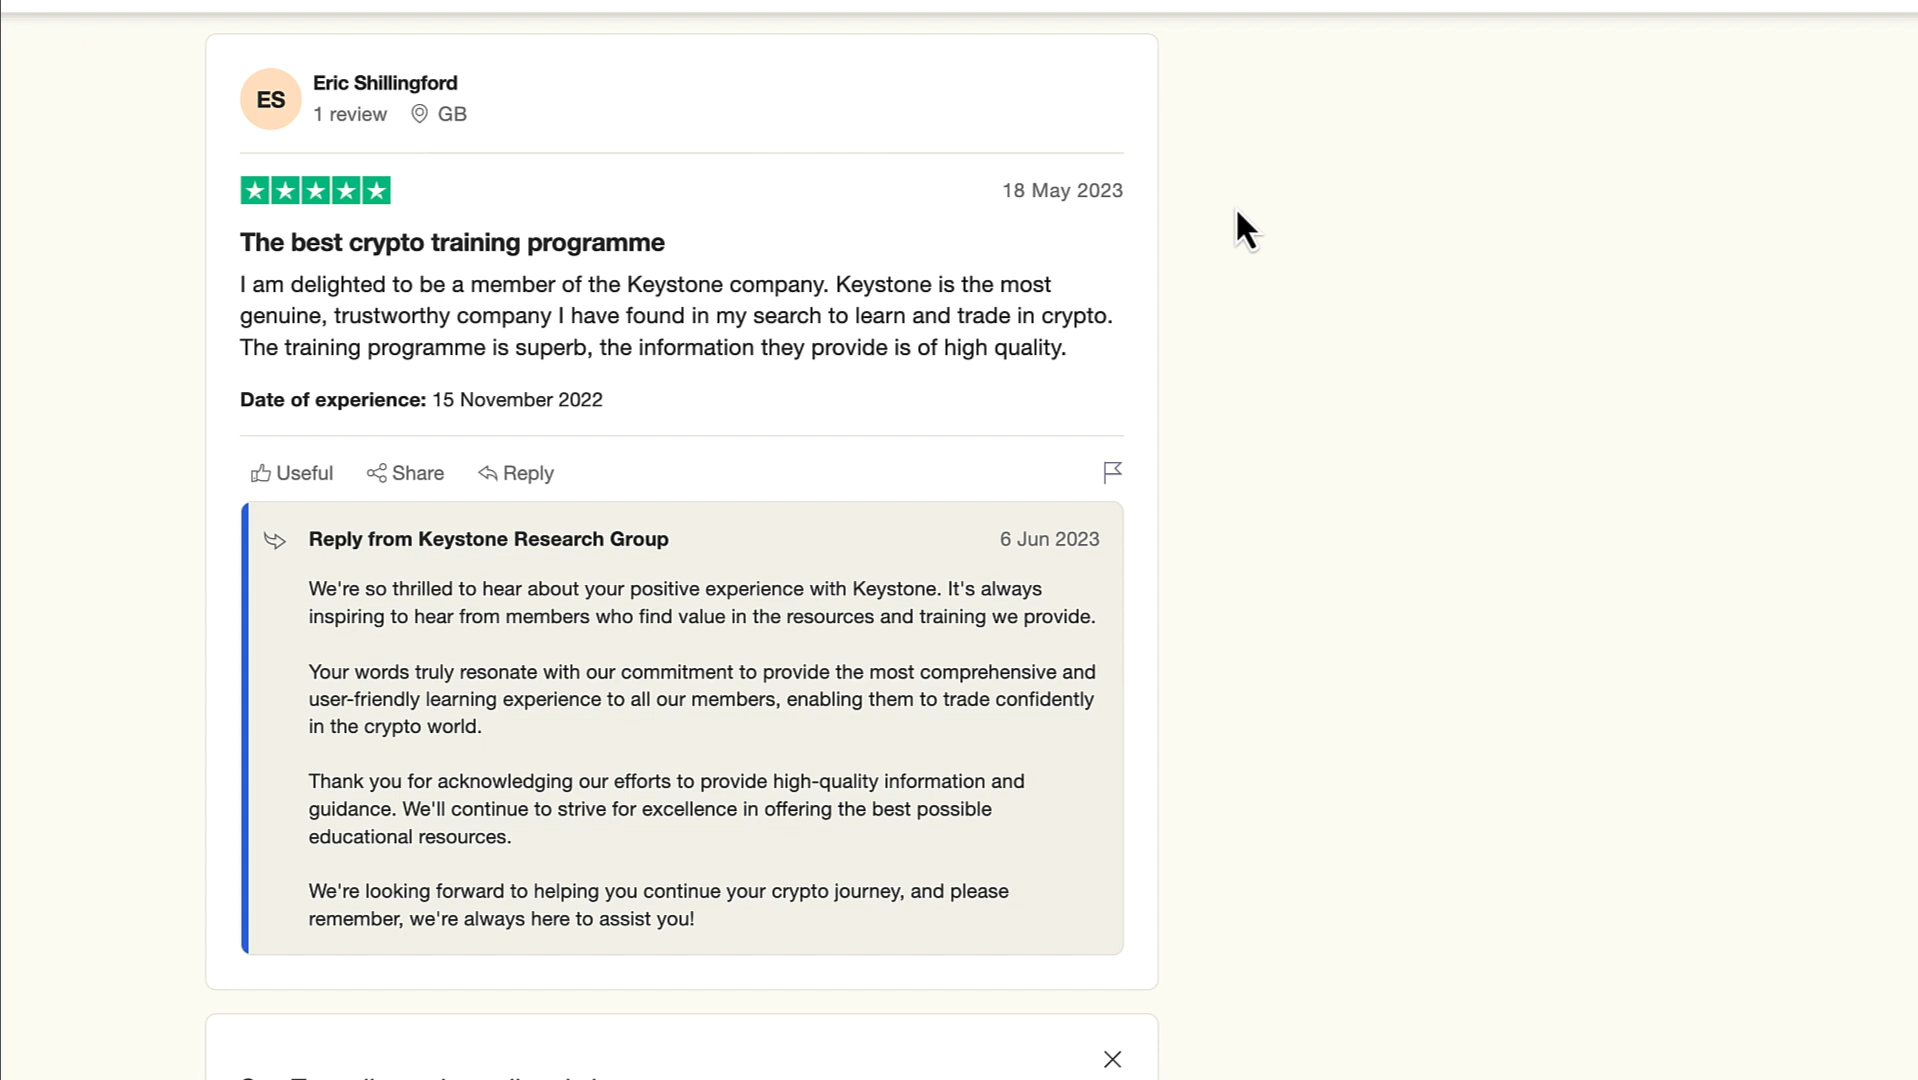 ES
Eric Shillingford
1 review GB
18 May 2023
The best crypto training programme
I am delighted to be a member of the Keystone company. Keystone is the most
genuine, trustworthy company I have found in my search to learn and trade in crypto.
The training programme is superb, the information they provide is of high quality.
Date of experience: 15 November 2022
Useful Share Reply
Reply from Keystone Research Group 6 Jun 2023
We're so thrilled to hear about your positive experience with Keystone. It's always
inspiring to hear from members who find value in the resources and training we provide.
Your words truly resonate with our commitment to provide the most comprehensive and
user-friendly learning experience to all our members, enabling them to trade confidently
in the crypto world.
Thank you for acknowledging our efforts to provide high-quality information and
guidance. We'll continue to strive for excellence in offering the best possible
educational resources.
We're looking forward to helping you continue your crypto journey, and please
remember, we're always here to assist you!